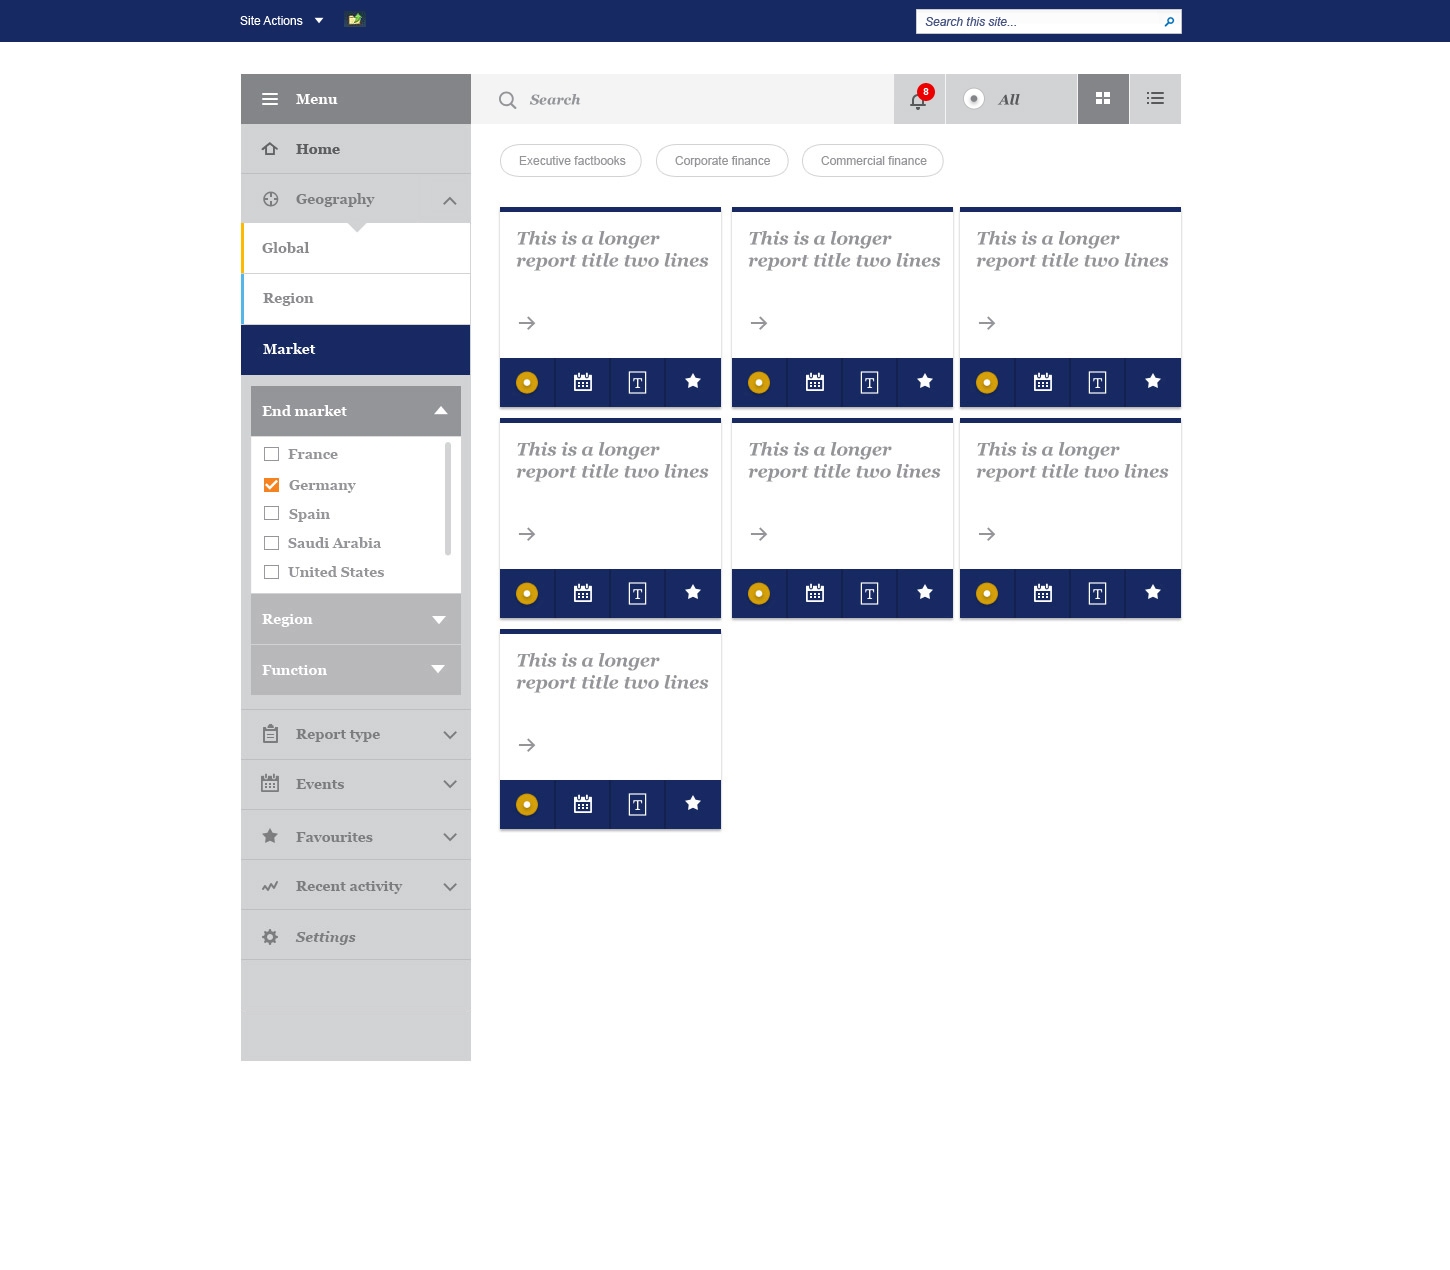 Site Actions
Search this site...
Menu
Search
8
All
Home
Geography
Global
Region
Market
End market
France
Germany
Spain
Saudi Arabia
United States
Region
Function
Report type
Events
Favourites
Recent activity
Settings
Executive factbooks
Corporate finance
Commercial finance
This is a longer
report title two lines
T
This is a longer
report title two lines
T
This is a longer
report title two lines
T
This is a longer
report title two lines
T
This is a longer
report title two lines
T
This is a longer
report title two lines
T
This is a longer
report title two lines
T